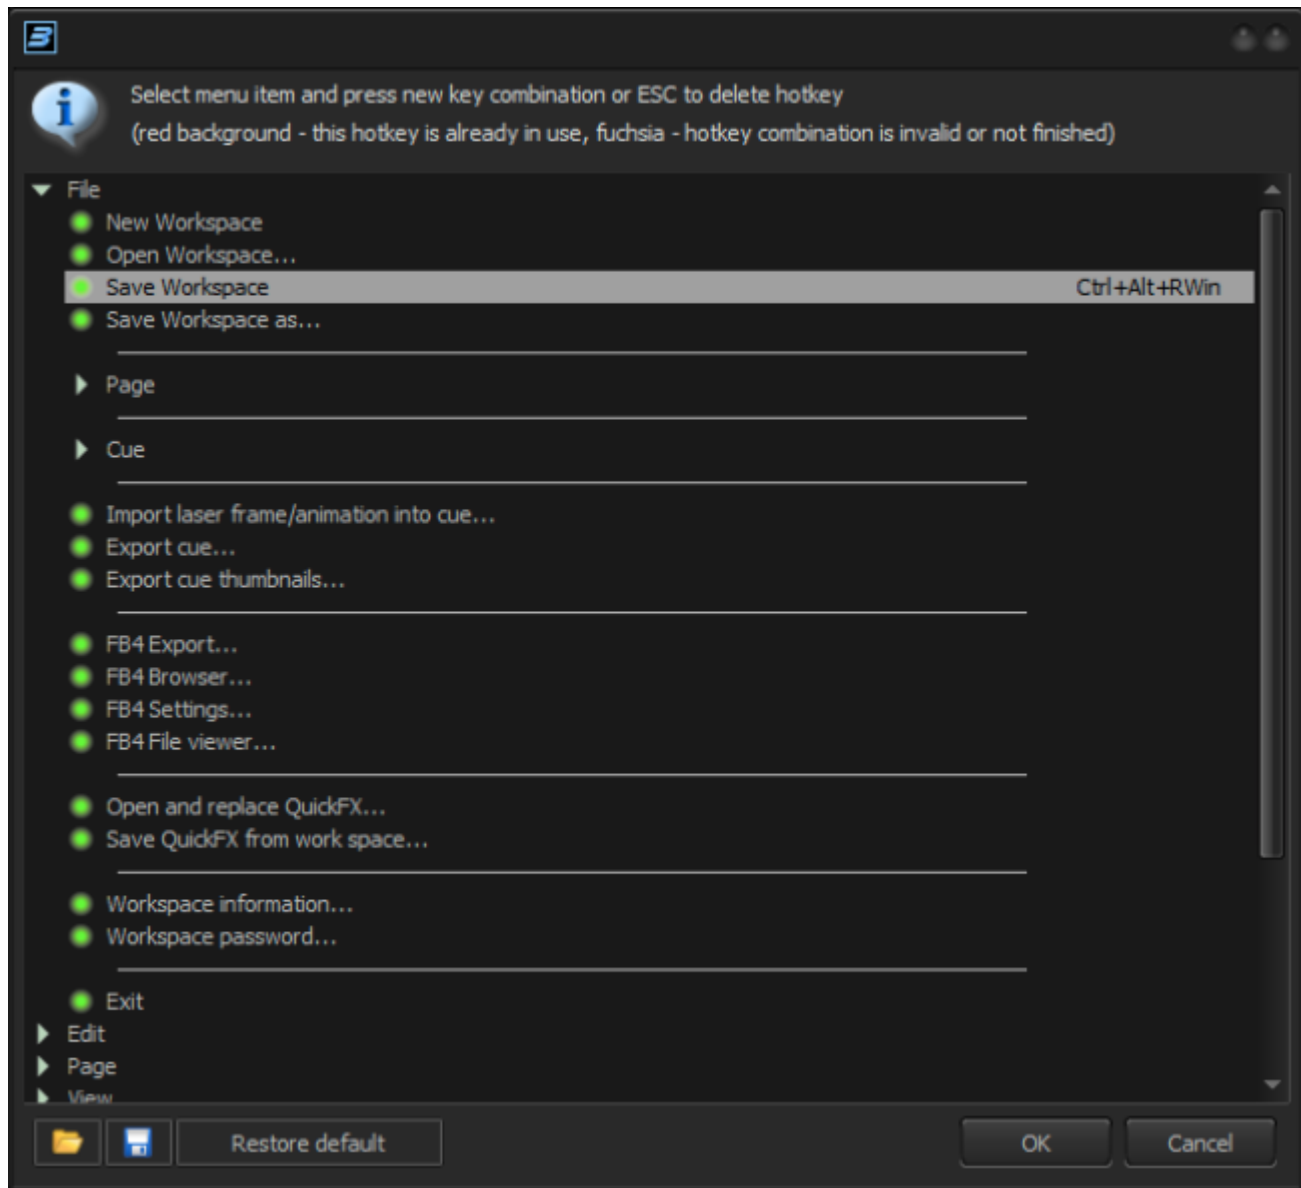 Select menu item and press new key combination or ESC to delete hotkey
(red background - this hotkey is already in use, fuchsia - hotkey combination is invalid or not finished)
File
New Workspace
Open Workspace...
Save Workspace Ctrl+Alt+RWin
Save Workspace as...
Page
Cue
Import laser frame/animation into cue...
Export cue...
Export cue thumbnails...
FB4 Export...
FB4 Browser...
FB4 Settings...
FB4 File viewer...
Open and replace QuickFX...
Save QuickFX from work space...
Workspace information...
Workspace password...
Exit
Edit
Page
View
Restore default OK Cancel